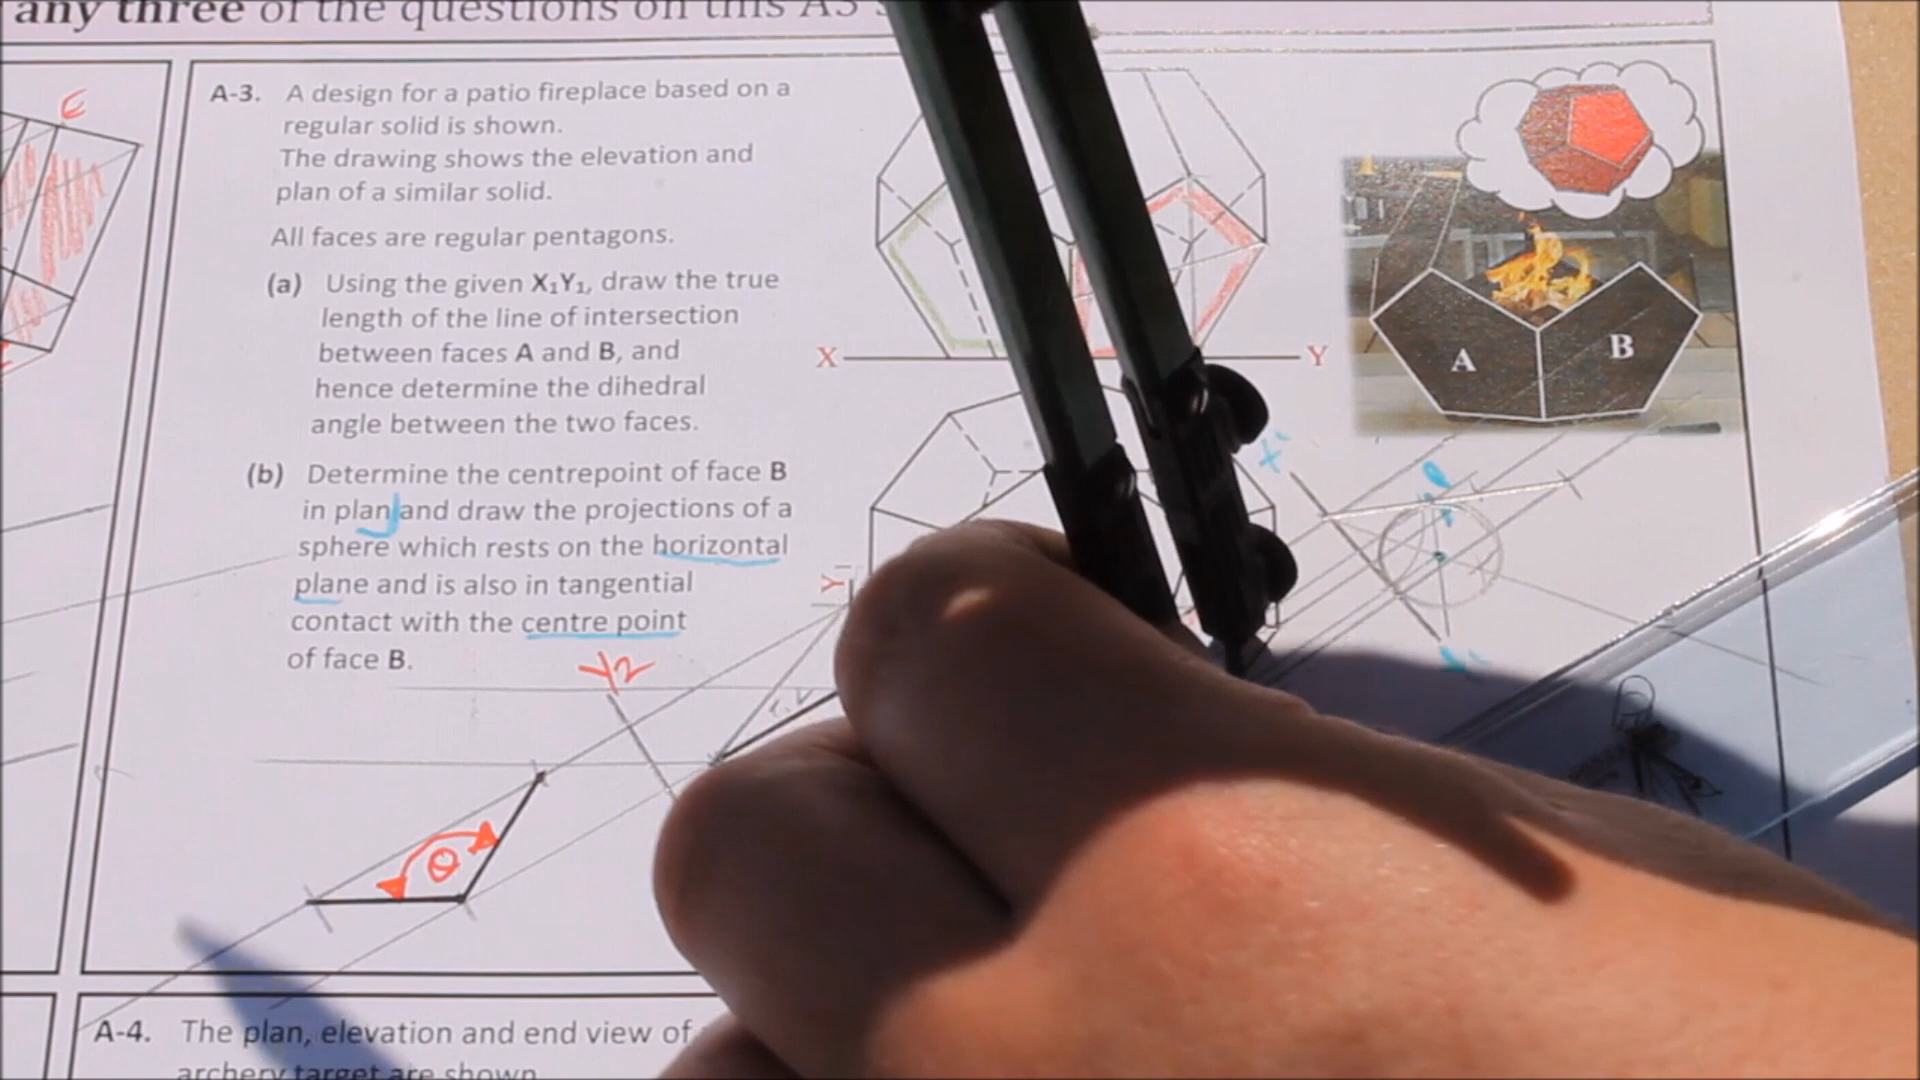 any three of the questions on this A3
E
A-3. A design for a patio fireplace based on a
regular solid is shown.
The drawing shows the elevation and
plan of a similar solid.
All faces are regular pentagons.
(a) Using the given X₁Y₁, draw the true
length of the line of intersection
between faces A and B, and
hence determine the dihedral
angle between the two faces.
(b) Determine the centrepoint of face B
in plan and draw the projections of a
sphere which rests on the horizontal
plane and is also in tangential
contact with the centre point
of face B.
X
Y
A
B
Y₁
Y2
θ
A-4. The plan, elevation and end view of
archery target are shown